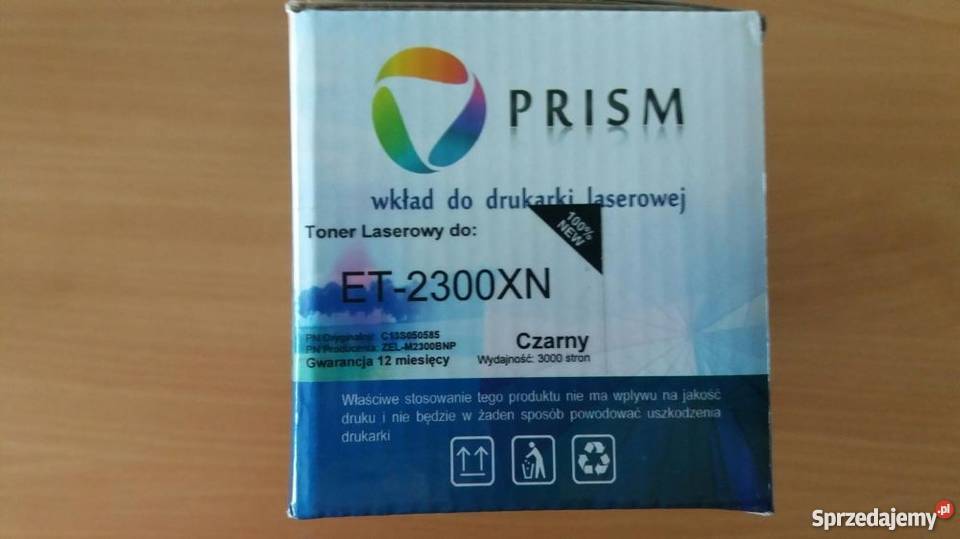 PRISM
wkład do drukarki laserowej
Toner Laserowy do:
100%
NEW
ET-2300XN
PN Oryginalny: C13S050585
PN Producenta: ZEL-M2300BNP
Gwarancja 12 miesięcy
Czarny
Wydajność: 3000 stron
Właściwe stosowanie tego produktu nie ma wpływu na jakość
druku i nie będzie w żaden sposób powodować uszkodzenia
drukarki
Sprzedajemy.pl